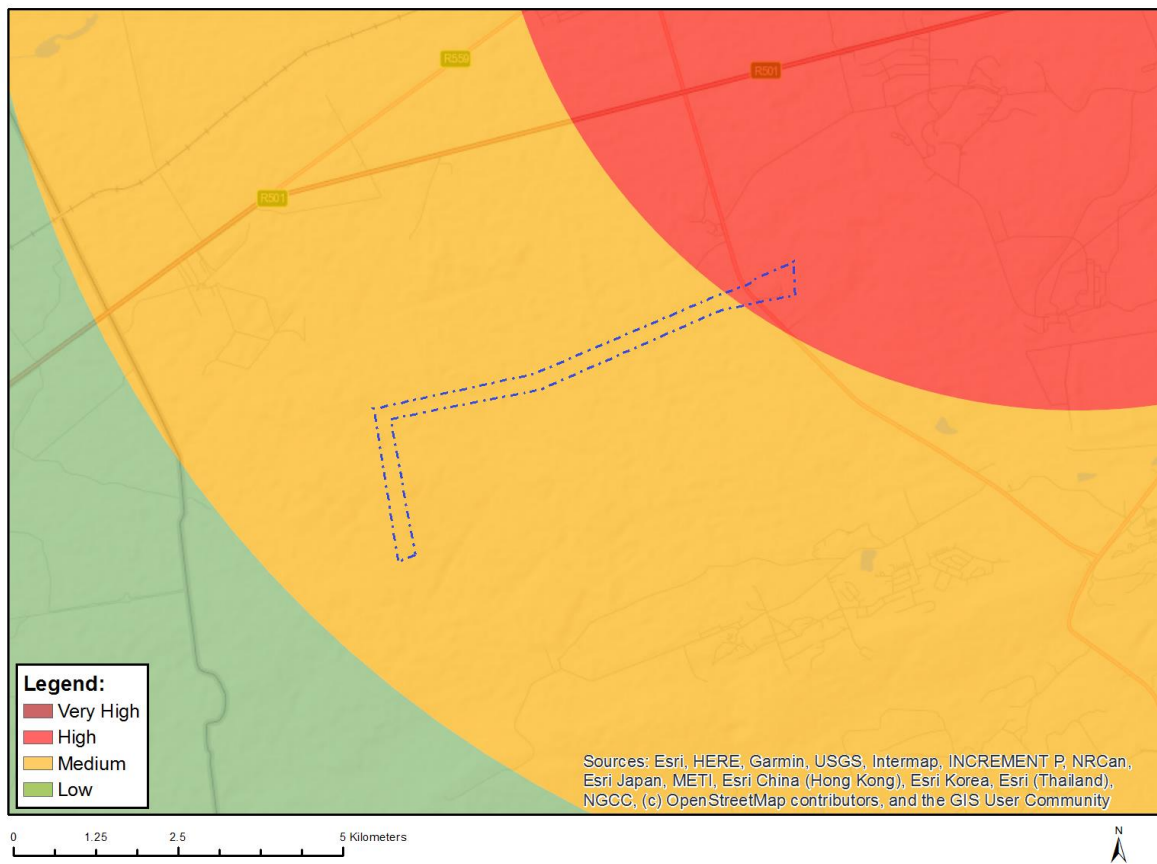 R559
R501
R501
Legend:
Very High
High
Medium
Low
Sources: Esri, HERE, Garmin, USGS, Intermap, INCREMENT P, NRCan,
Esri Japan, METI, Esri China (Hong Kong), Esri Korea, Esri (Thailand),
NGCC, (c) OpenStreetMap contributors, and the GIS User Community
0 1.25 2.5 5 Kilometers
N